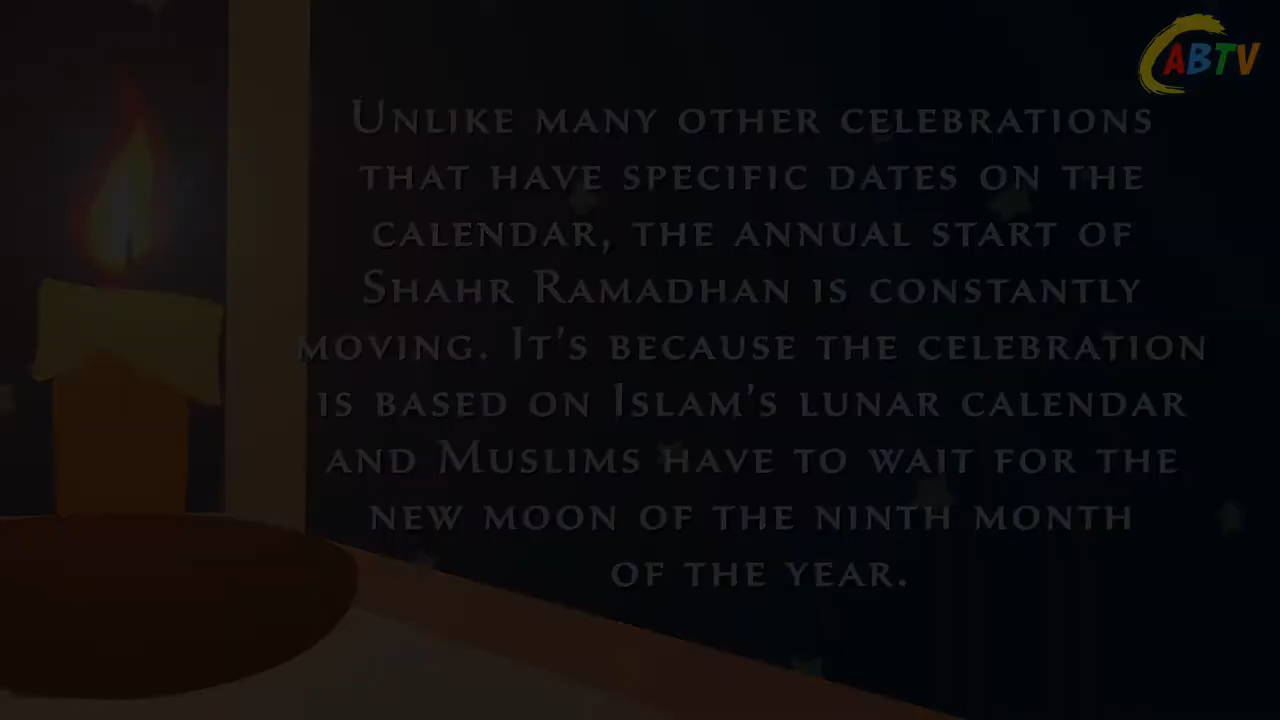 ABTV
Unlike many other celebrations
that have specific dates on the
calendar, the annual start of
Shahr Ramadhan is constantly
moving. It's because the celebration
is based on Islam's lunar calendar
and Muslims have to wait for the
new moon of the ninth month
of the year.